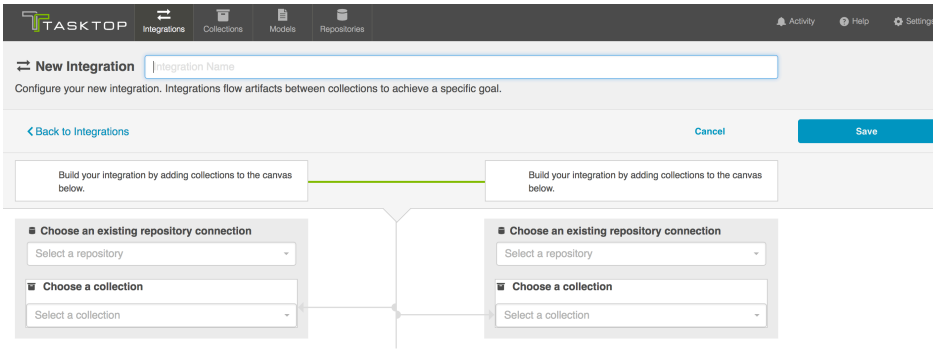 TASKTOP
Integrations Collections Models Repositories
Activity Help Settings
New Integration Integration Name
Configure your new integration. Integrations flow artifacts between collections to achieve a specific goal.
Back to Integrations Cancel Save
Build your integration by adding collections to the canvas
below.
Build your integration by adding collections to the canvas
below.
Choose an existing repository connection
Select a repository
Choose a collection
Select a collection
Choose an existing repository connection
Select a repository
Choose a collection
Select a collection